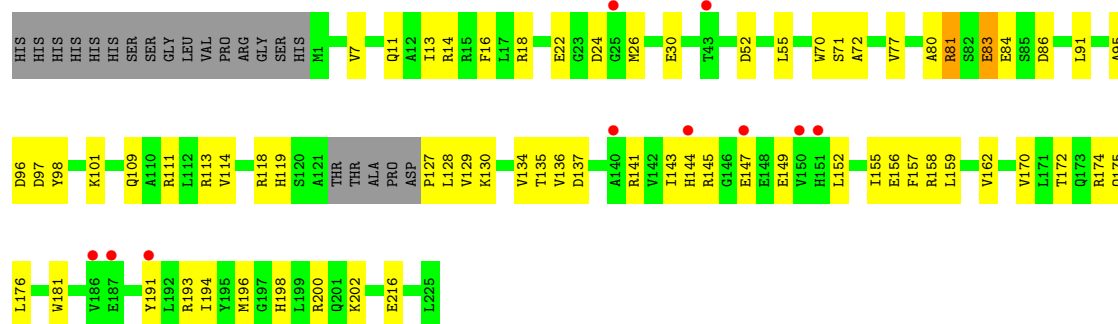 HIS HIS HIS HIS HIS HIS SER SER GLY LEU VAL PRO ARG GLY SER HIS M1 V7 Q11 A12 I13 R14 R15 F16 L17 R18 E22 G23 D24 G25 M26 E30 T43 D52 L55 W70 S71 A72 V77 A80 R81 S82 E83 E84 S85 D86 L91 A95
D96 D97 Y98 K101 Q109 A110 R111 L112 R113 V114 R118 H119 S120 A121 THR THR ALA PRO ASP P127 L128 V129 K130 V134 T135 V136 D137 A140 R141 V142 I143 H144 R145 G146 E147 E148 E149 V150 H151 L152 I155 E156 F157 R158 L159 V162 V170 L171 T172 Q173 R174 Q175
L176 W181 V186 E187 Y191 L192 R193 I194 Y195 M196 G197 H198 L199 R200 Q201 K202 E216 L225